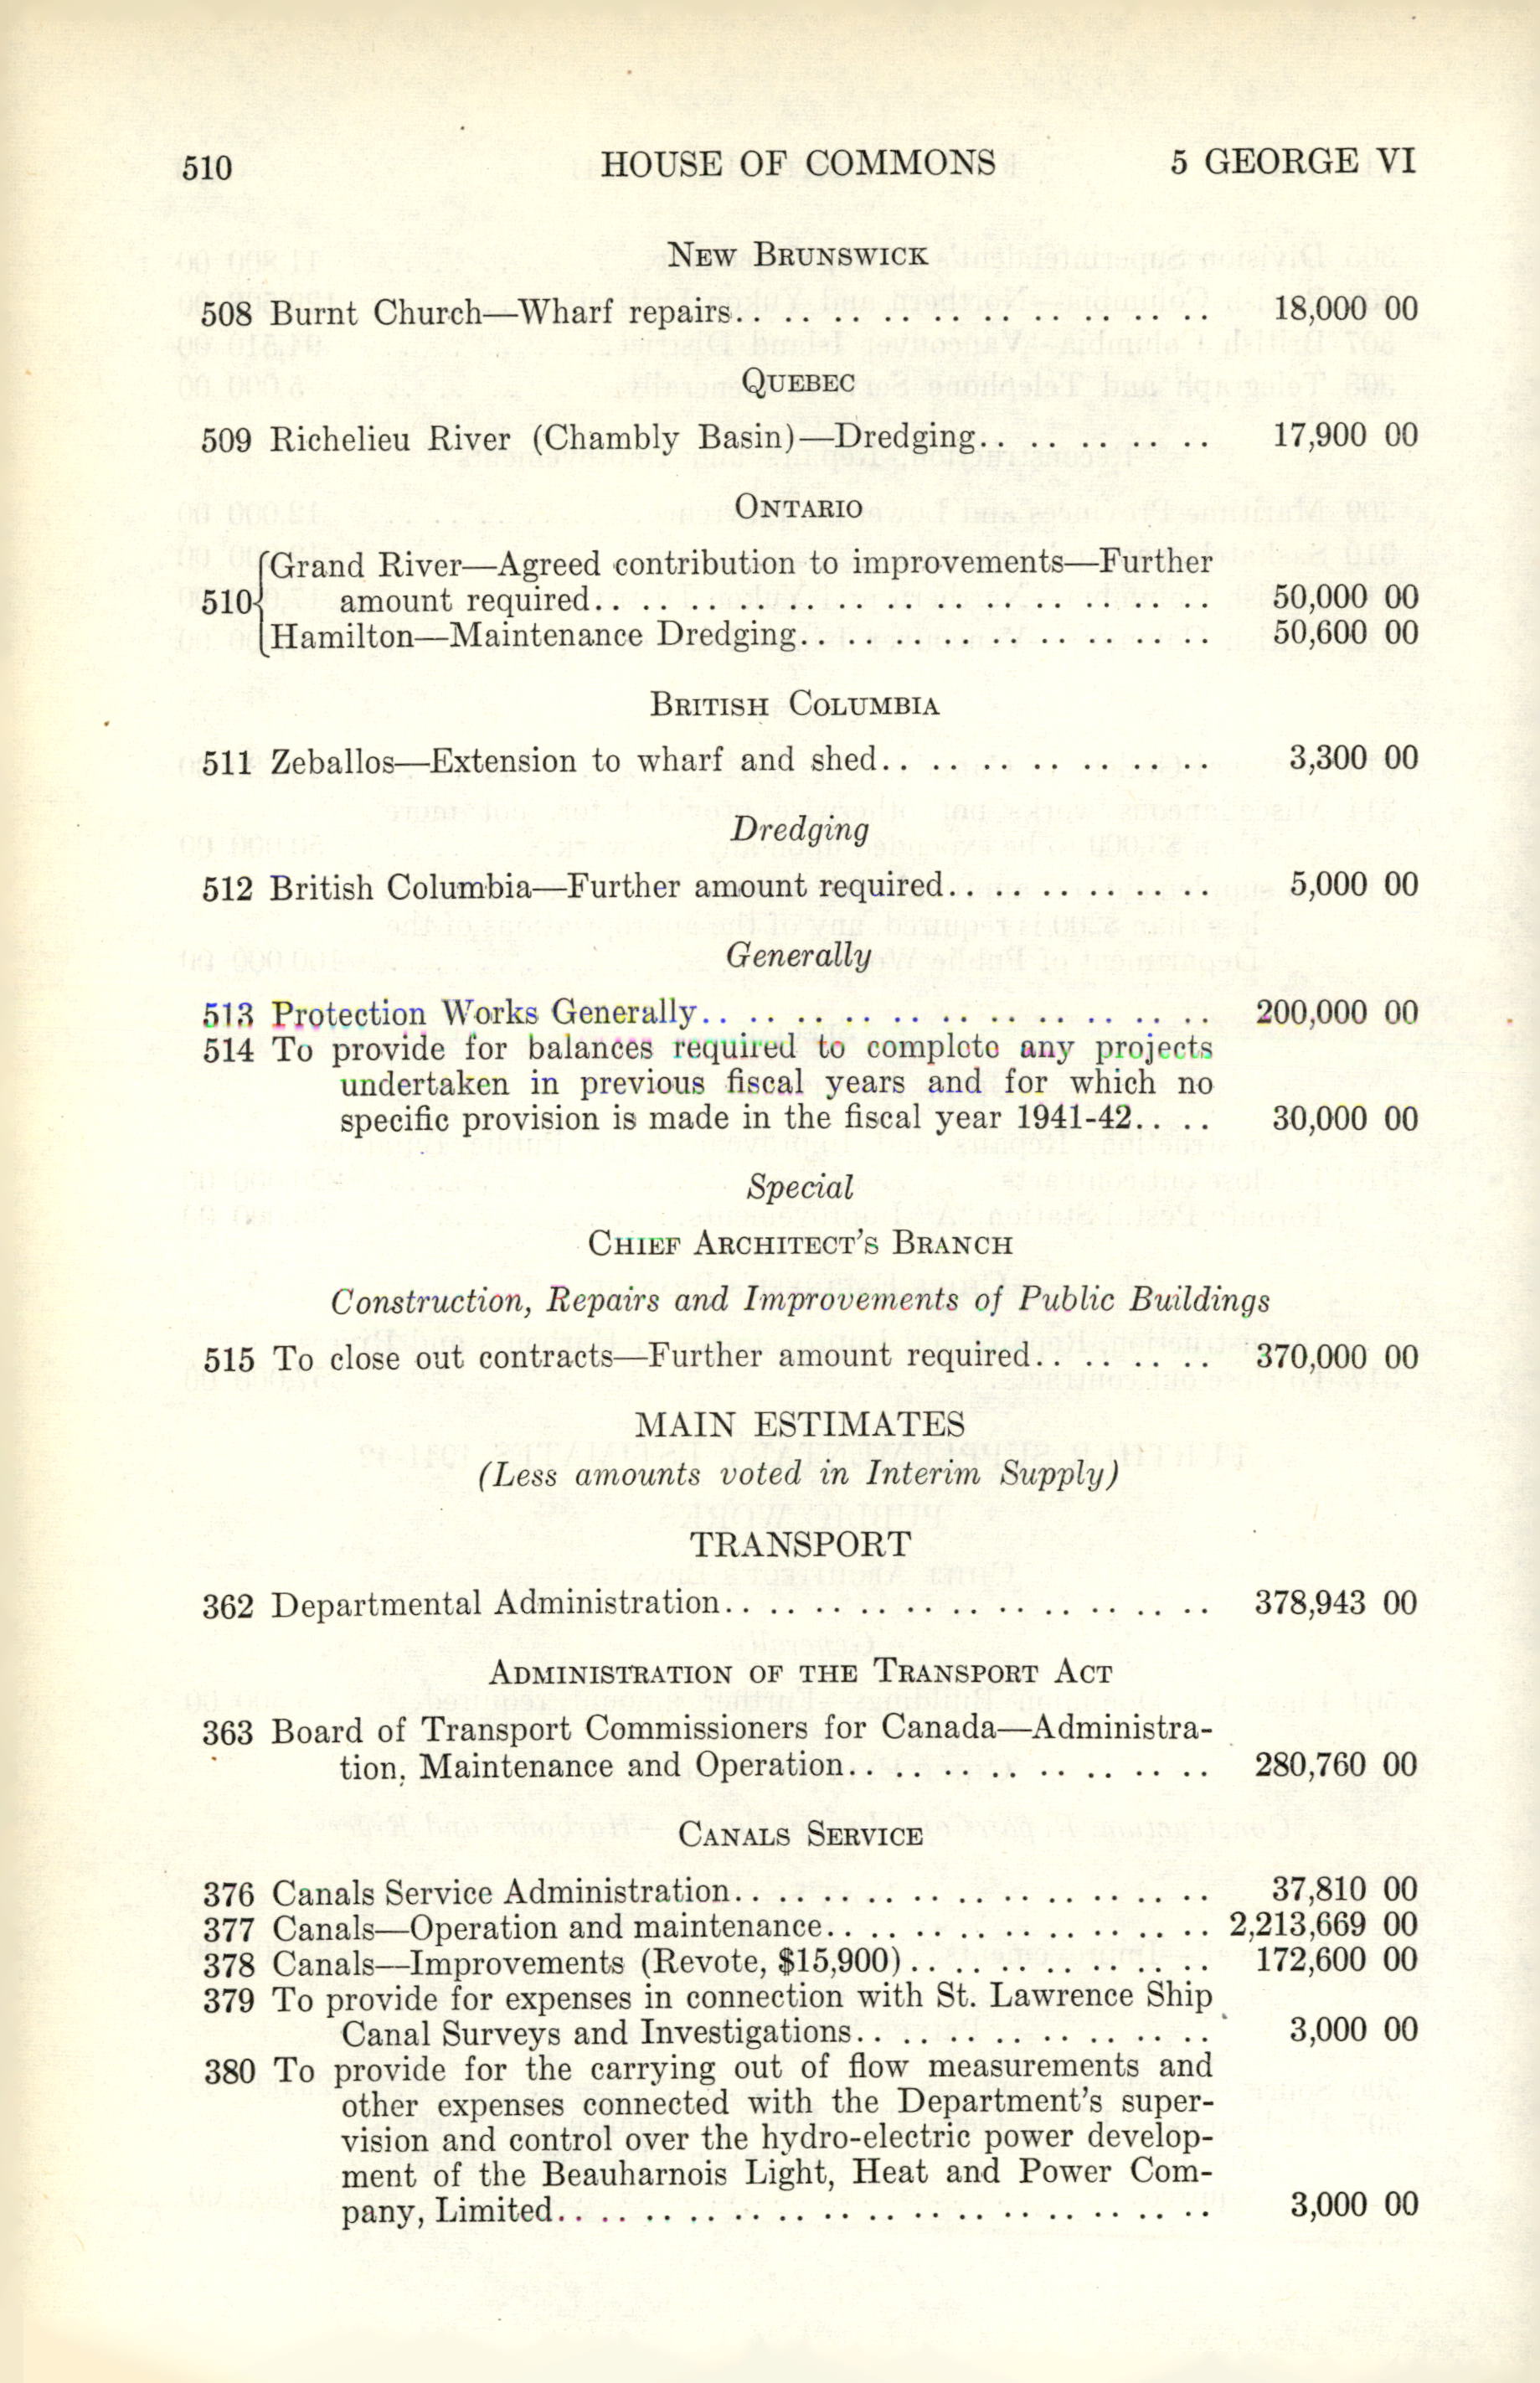 510 HOUSE OF COMMONS 5 GEORGE VI
NEW BRUNSWICK
508 Burnt Church—Wharf repairs.. .. .. .. .. .. .. .. .. .. 18,000 00
QUEBEC
509 Richelieu River (Chambly Basin)—Dredging.. .. .. .. .. 17,900 00
ONTARIO
Grand River—Agreed contribution to improvements—Further
510 amount required.. .. .. .. .. .. .. .. .. .. .. .. .. 50,000 00
Hamilton—Maintenance Dredging.. .. .. .. .. .. .. .. .. 50,600 00
BRITISH COLUMBIA
511 Zeballos—Extension to wharf and shed.. .. .. .. .. .. .. 3,300 00
Dredging
512 British Columbia—Further amount required.. .. .. .. .. .. 5,000 00
Generally
513 Protection Works Generally.. .. .. .. .. .. .. .. .. .. .. 200,000 00
514 To provide for balances required to complete any projects
undertaken in previous fiscal years and for which no
specific provision is made in the fiscal year 1941-42.. .. 30,000 00
Special
CHIEF ARCHITECT'S BRANCH
Construction, Repairs and Improvements of Public Buildings
515 To close out contracts—Further amount required.. .. .. .. 370,000 00
MAIN ESTIMATES
(Less amounts voted in Interim Supply)
TRANSPORT
362 Departmental Administration.. .. .. .. .. .. .. .. .. .. .. 378,943 00
ADMINISTRATION OF THE TRANSPORT ACT
363 Board of Transport Commissioners for Canada—Administra-
tion, Maintenance and Operation.. .. .. .. .. .. .. .. 280,760 00
CANALS SERVICE
376 Canals Service Administration.. .. .. .. .. .. .. .. .. .. .. 37,810 00
377 Canals—Operation and maintenance.. .. .. .. .. .. .. .. .. 2,213,669 00
378 Canals—Improvements (Revote, $15,900).. .. .. .. .. .. .. 172,600 00
379 To provide for expenses in connection with St. Lawrence Ship
Canal Surveys and Investigations.. .. .. .. .. .. .. .. 3,000 00
380 To provide for the carrying out of flow measurements and
other expenses connected with the Department's super-
vision and control over the hydro-electric power develop-
ment of the Beauharnois Light, Heat and Power Com-
pany, Limited.. .. .. .. .. .. .. .. .. .. .. .. .. .. .. 3,000 00